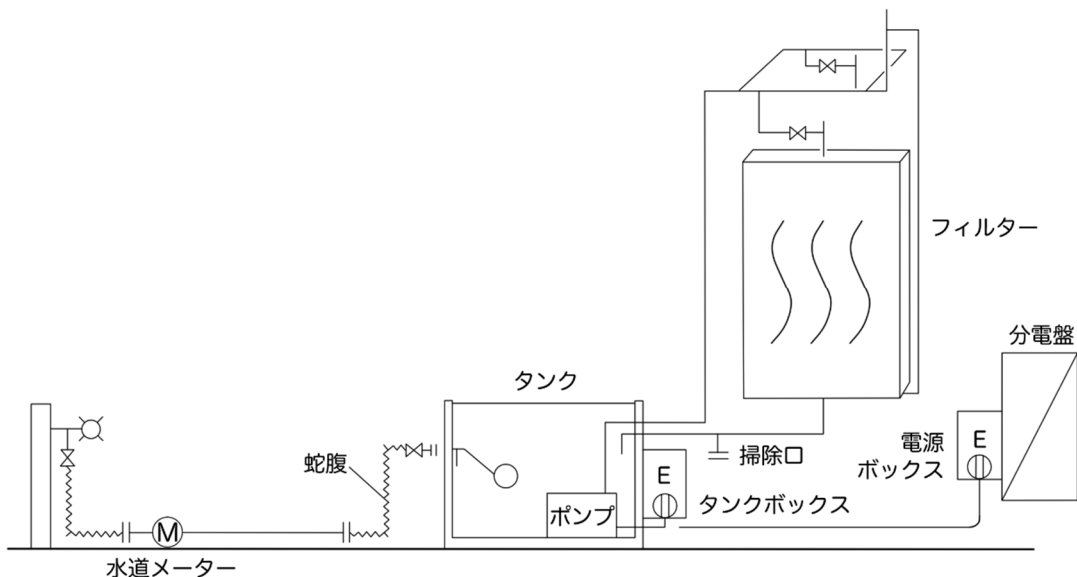 フィルター
分電盤
タンク
E
電源
ボックス
掃除口
蛇腹
E
タンクボックス
ポンプ
M
水道メーター